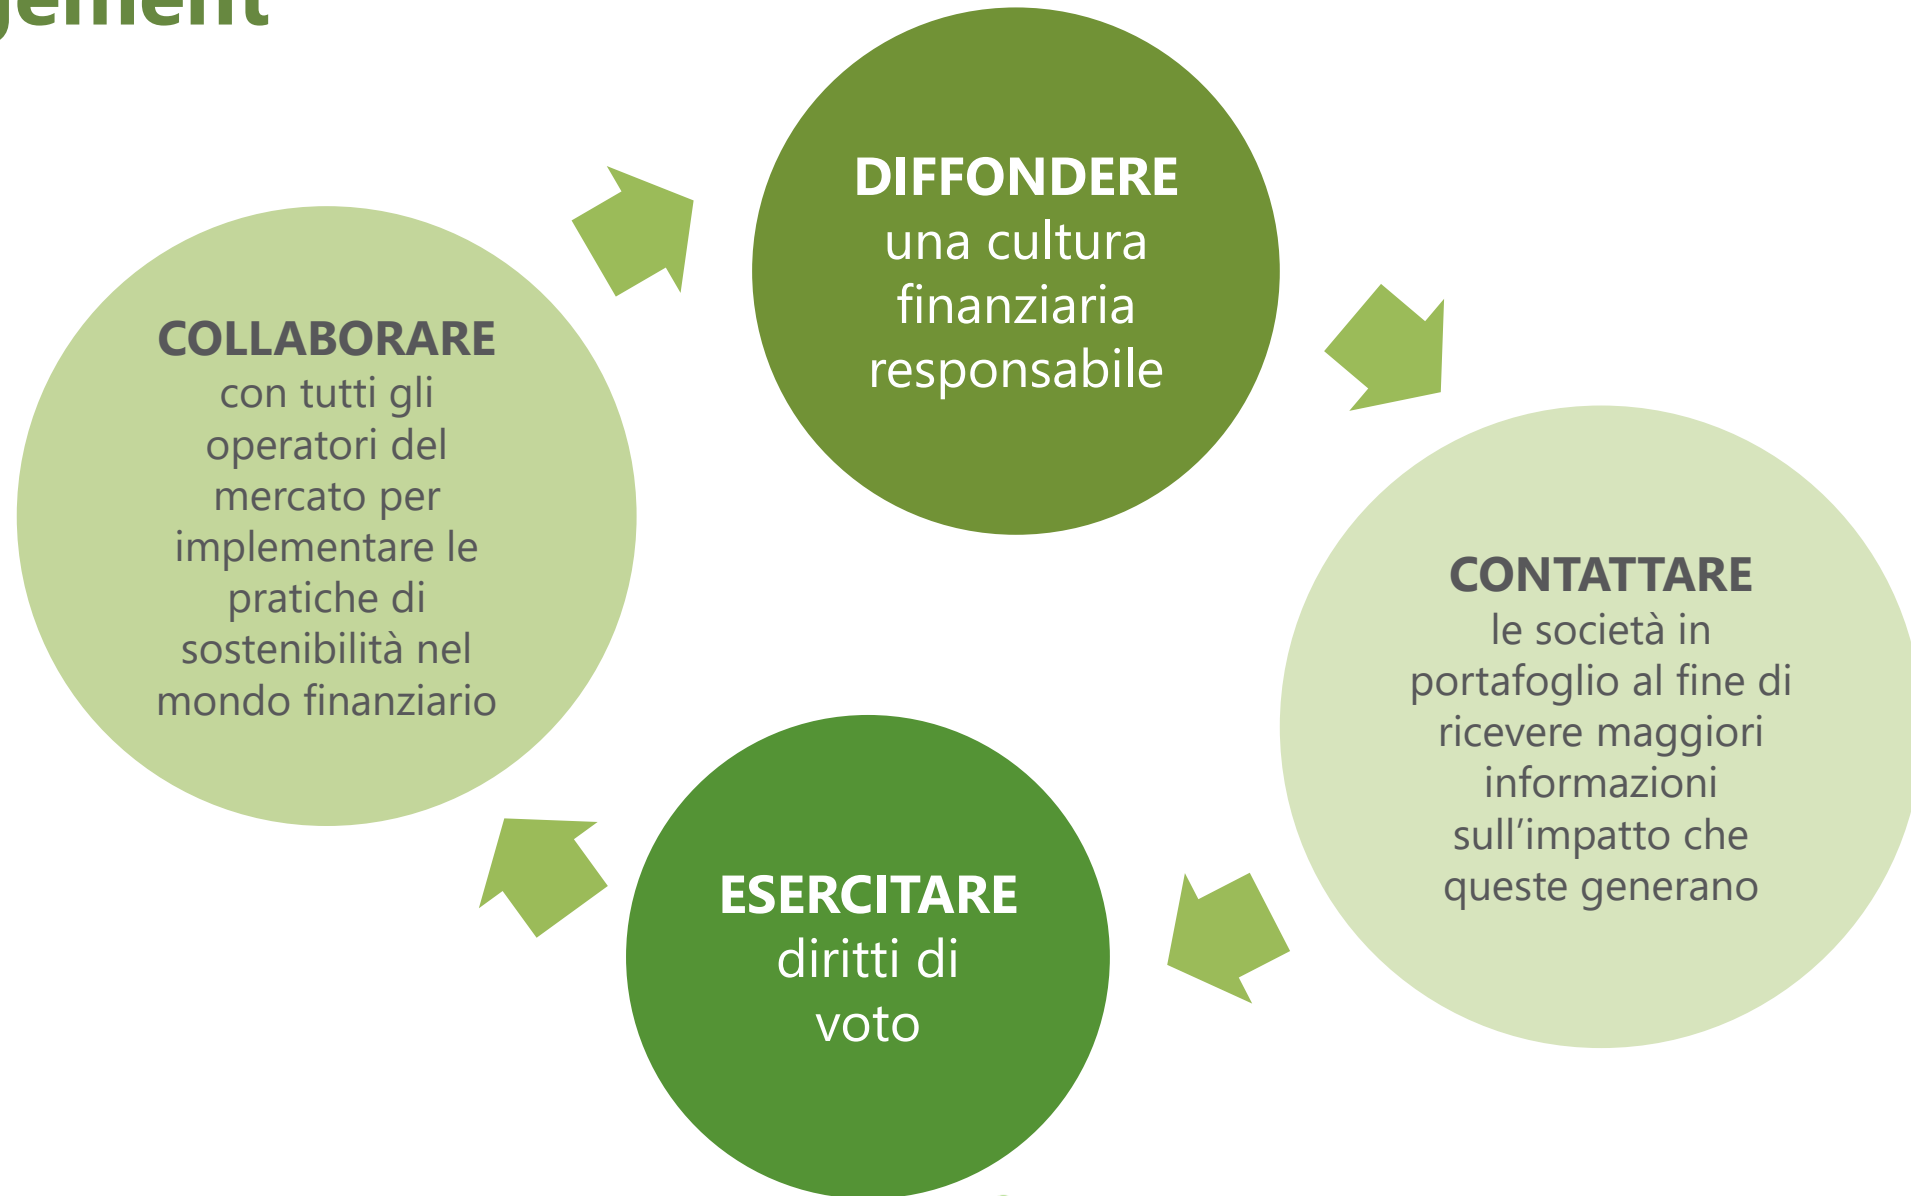 DIFFONDERE
una cultura
finanziaria
responsabile
COLLABORARE
con tutti gli
operatori del
mercato per
implementare le
pratiche di
sostenibilità nel
mondo finanziario
CONTATTARE
le società in
portafoglio al fine di
ricevere maggiori
informazioni
sull’impatto che
queste generano
ESERCITARE
diritti di
voto